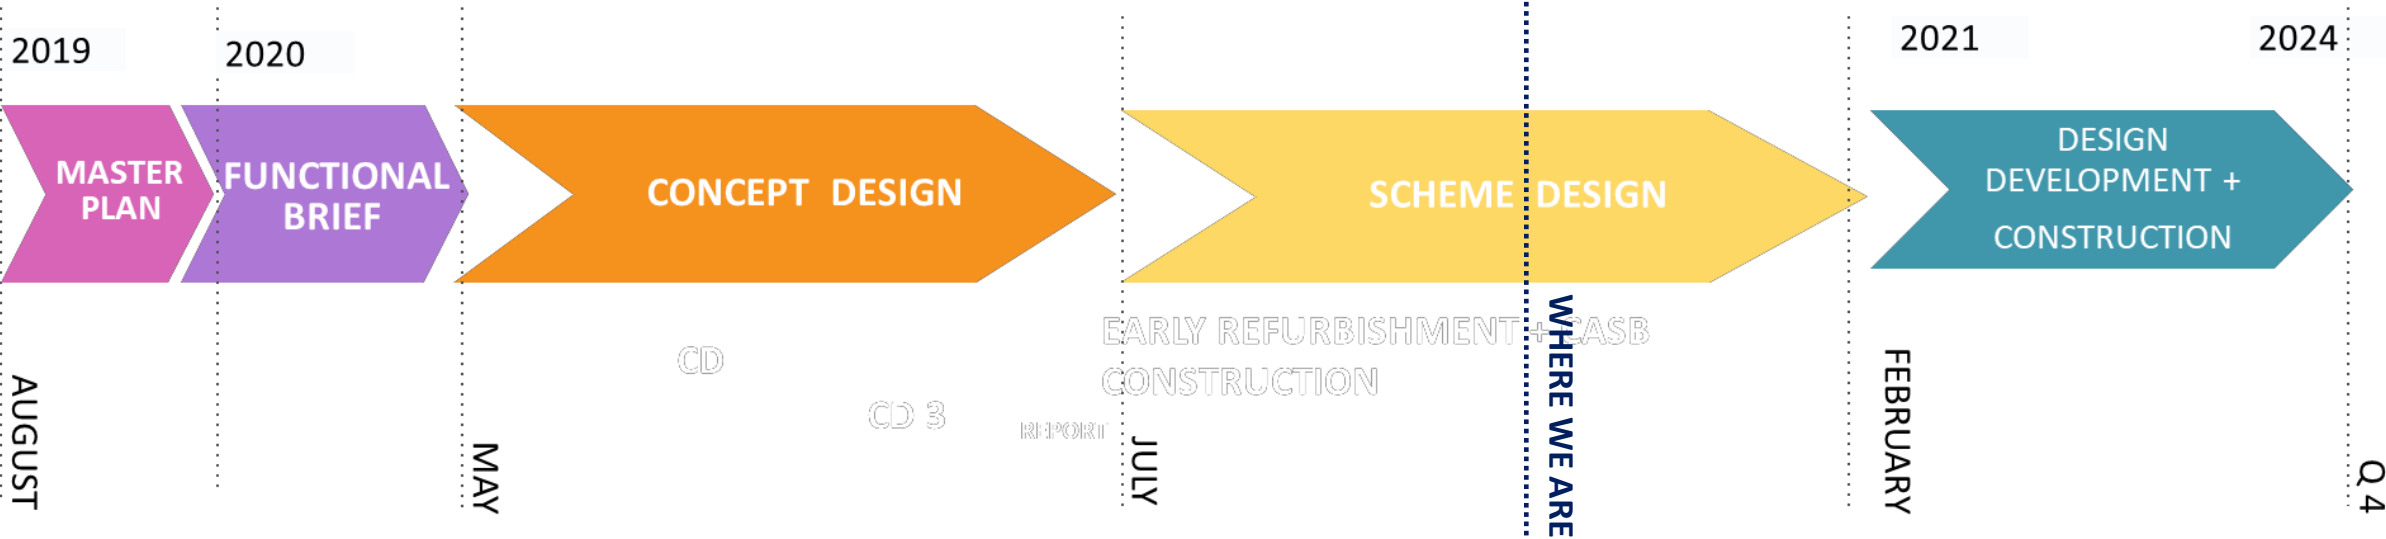 2019
2020
2021
2024
MASTER
PLAN
FUNCTIONAL
BRIEF
CONCEPT DESIGN
SCHEME DESIGN
DESIGN
DEVELOPMENT +
CONSTRUCTION
EARLY REFURBISHMENT + CASB
CONSTRUCTION
CD
CD 3
REPORT
AUGUST
MAY
JULY
WHERE WE ARE
FEBRUARY
Q 4